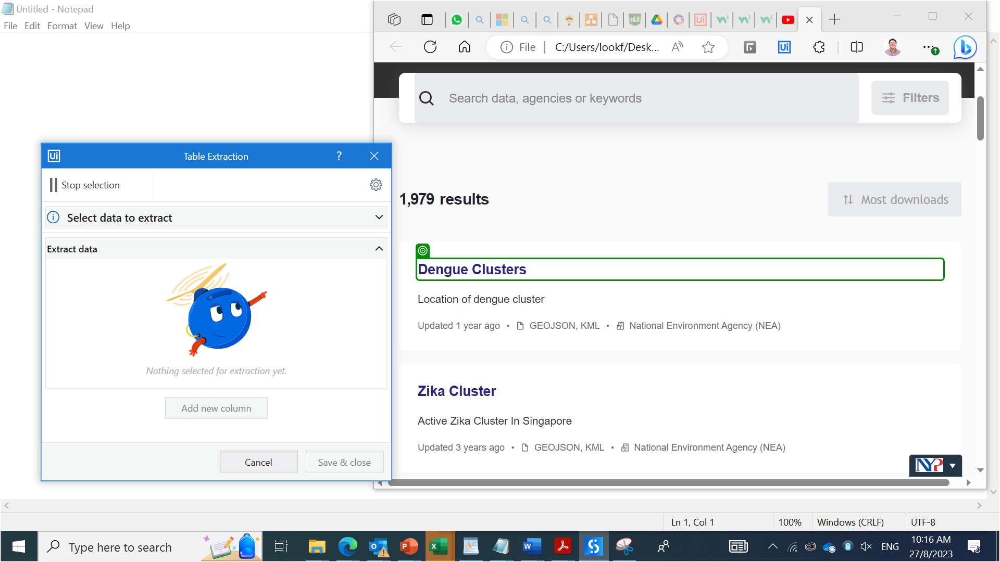 Untitled - Notepad
File Edit Format View Help
File C:/Users/lookf/Desk...
Search data, agencies or keywords
Filters
Ui Table Extraction ?
Stop selection
Select data to extract
Extract data
Nothing selected for extraction yet.
Add new column
Cancel Save & close
1,979 results
Most downloads
Dengue Clusters
Location of dengue cluster
Updated 1 year ago • GEOJSON, KML • National Environment Agency (NEA)
Zika Cluster
Active Zika Cluster In Singapore
Updated 3 years ago • GEOJSON, KML • National Environment Agency (NEA)
NYP
Ln 1, Col 1 100% Windows (CRLF) UTF-8
Type here to search
ENG
10:16 AM
27/8/2023